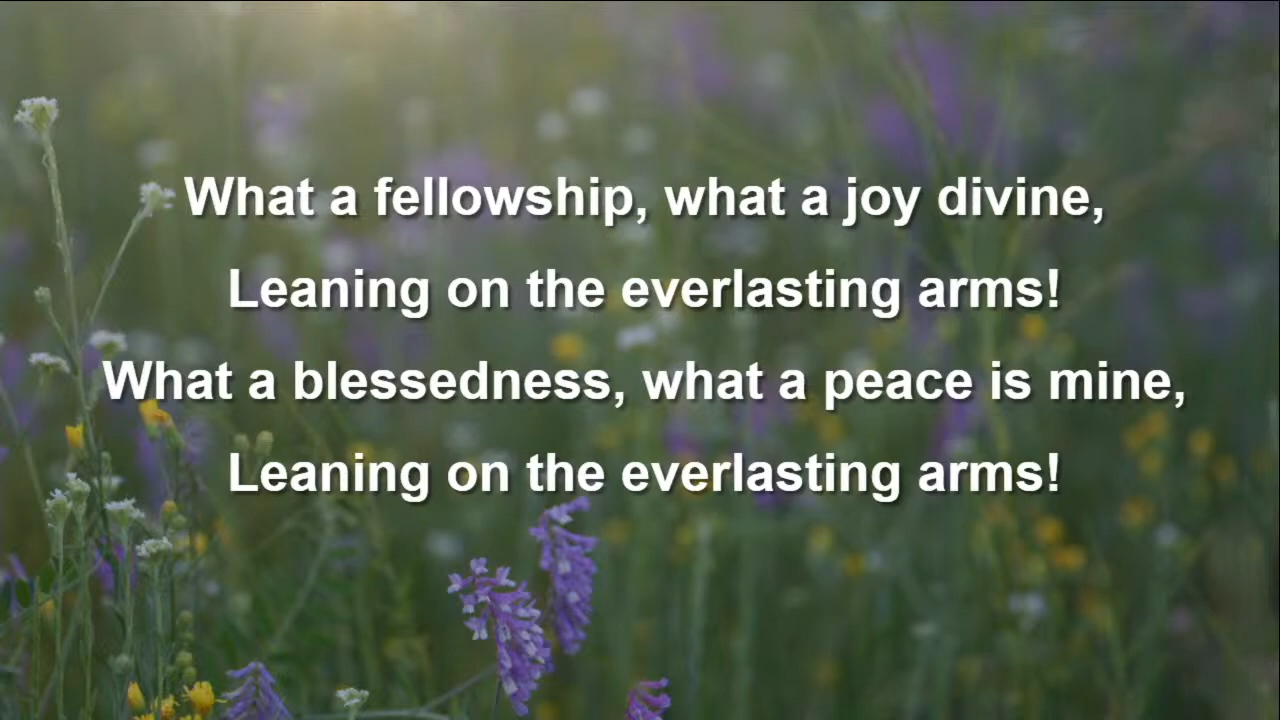 What a fellowship, what a joy divine,
Leaning on the everlasting arms!
What a blessedness, what a peace is mine,
Leaning on the everlasting arms!